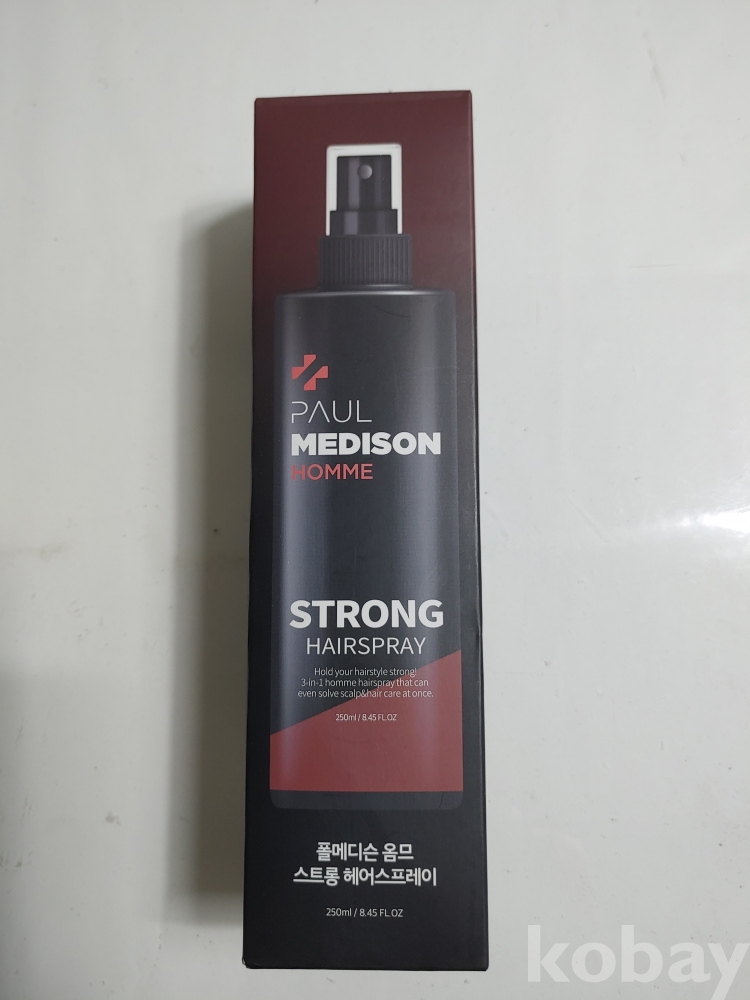 PAUL
MEDISON
HOMME
STRONG
HAIRSPRAY
Hold your hairstyle strong!
3-in-1 homme hairspray that can
even solve scalp&hair care at once.
250ml / 8.45 FL.OZ
폴메디슨 옴므
스트롱 헤어스프레이
250ml / 8.45 FL.OZ
kobay